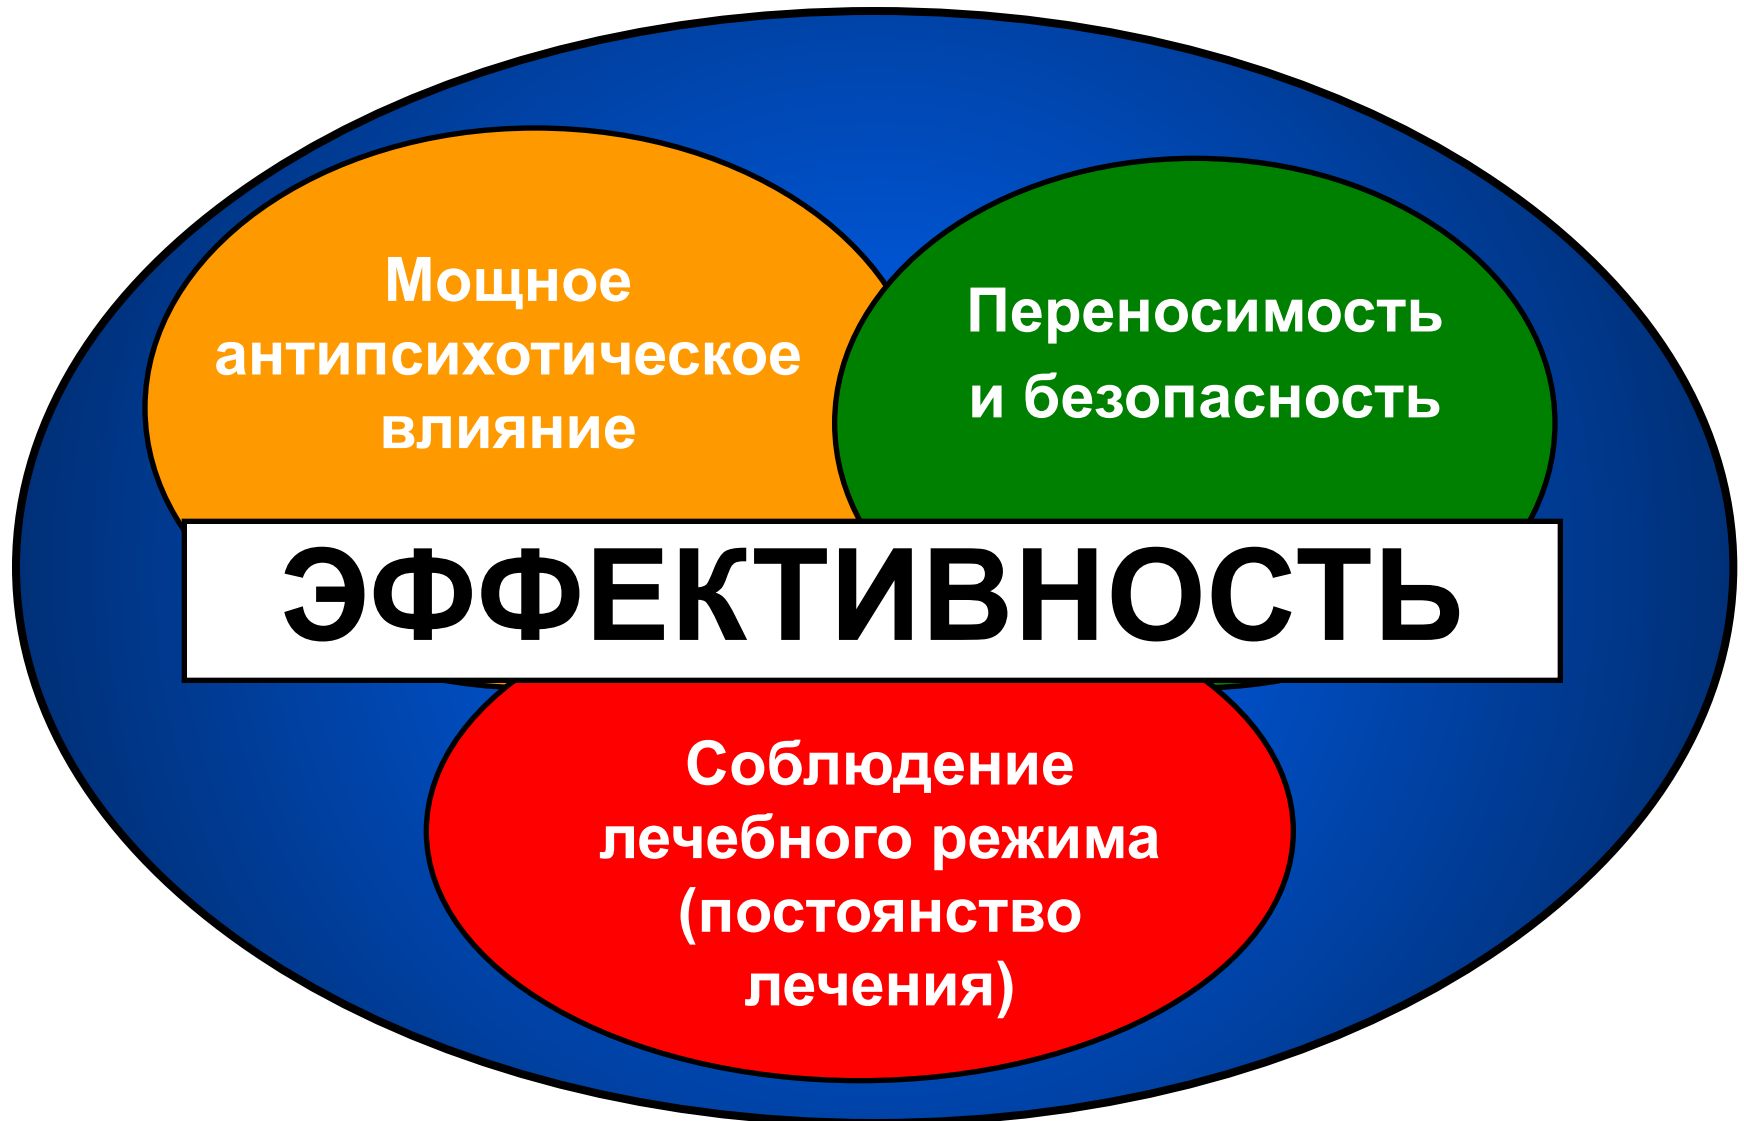 Мощное
антипсихотическое
влияние
Переносимость
и безопасность
ЭФФЕКТИВНОСТЬ
Соблюдение
лечебного режима
(постоянство
лечения)